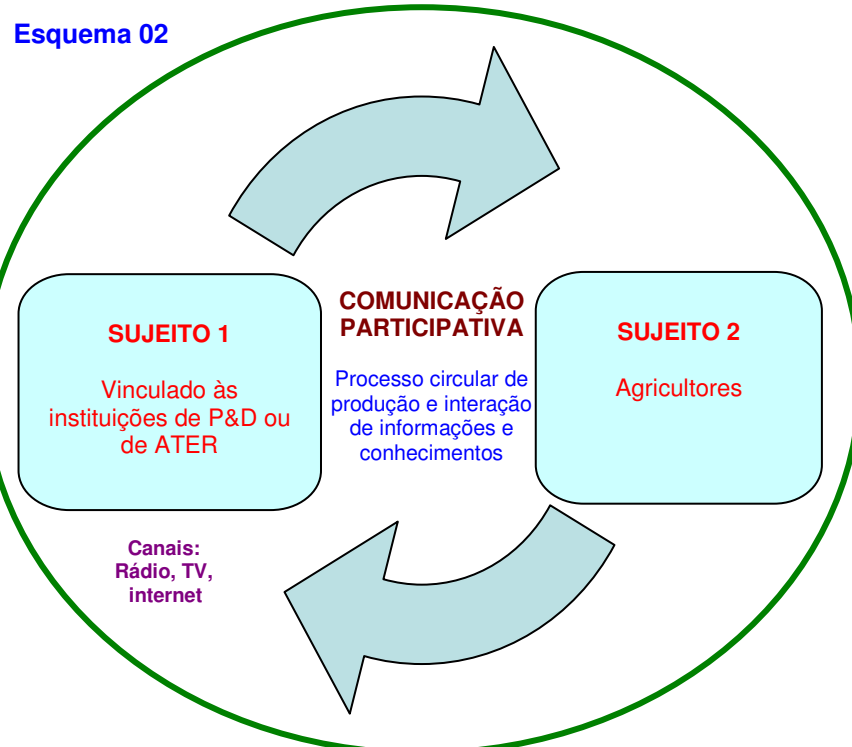 Esquema 02
SUJEITO 1
Vinculado às
instituições de P&D ou
de ATER
COMUNICAÇÃO
PARTICIPATIVA
Processo circular de
produção e interação
de informações e
conhecimentos
SUJEITO 2
Agricultores
Canais:
Rádio, TV,
internet